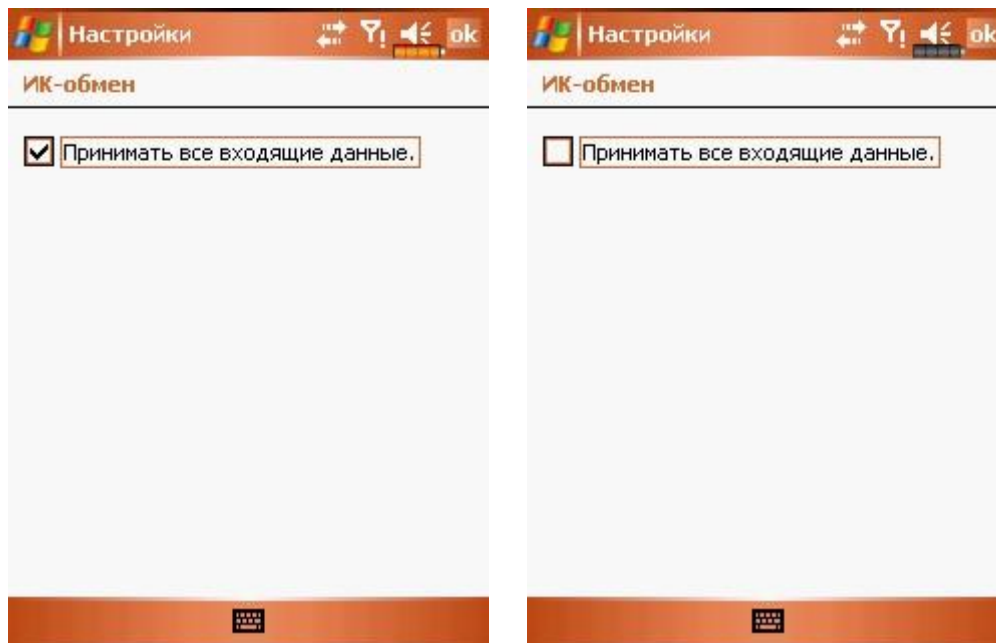 Настройки ok
ИК-обмен
Принимать все входящие данные.
Настройки ok
ИК-обмен
Принимать все входящие данные.